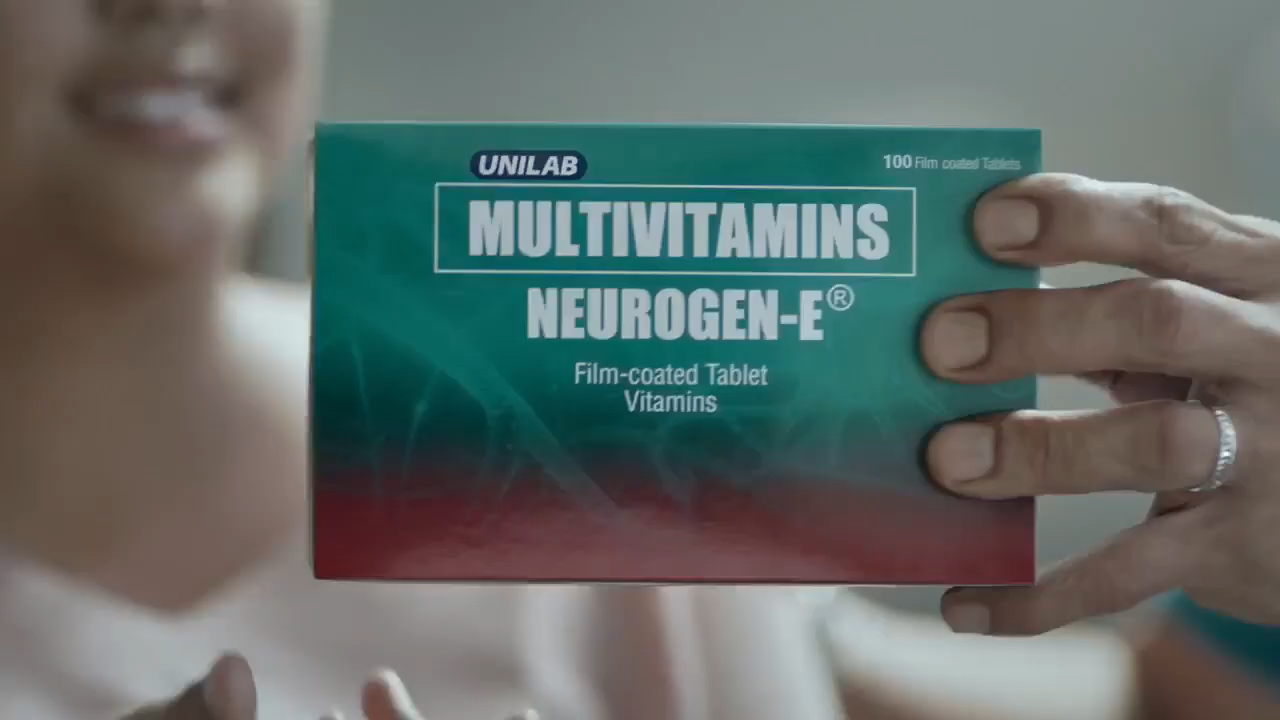 UNILAB
100 Film coated Tablets
MULTIVITAMINS
NEUROGEN-E®
Film-coated Tablet
Vitamins